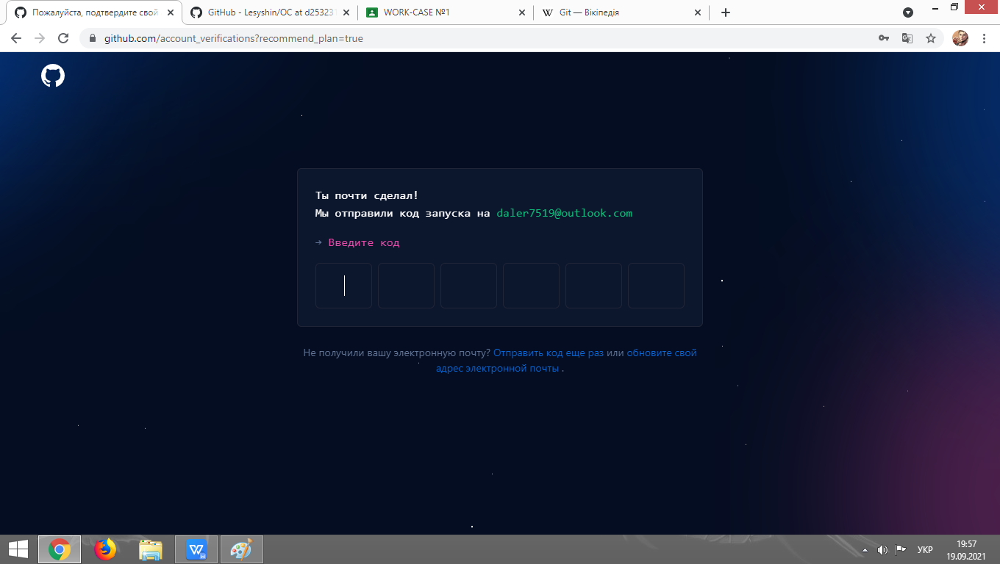 Пожалуйста, подтвердите свой
GitHub - Lesyshin/OC at d25323
WORK-CASE №1
Git — Вікіпедія
github.com/account_verifications?recommend_plan=true
Ты почти сделал!
Мы отправили код запуска на daler7519@outlook.com
→ Введите код
Не получили вашу электронную почту? Отправить код еще раз или обновите свой
адрес электронной почты .
УКР
19:57
19.09.2021